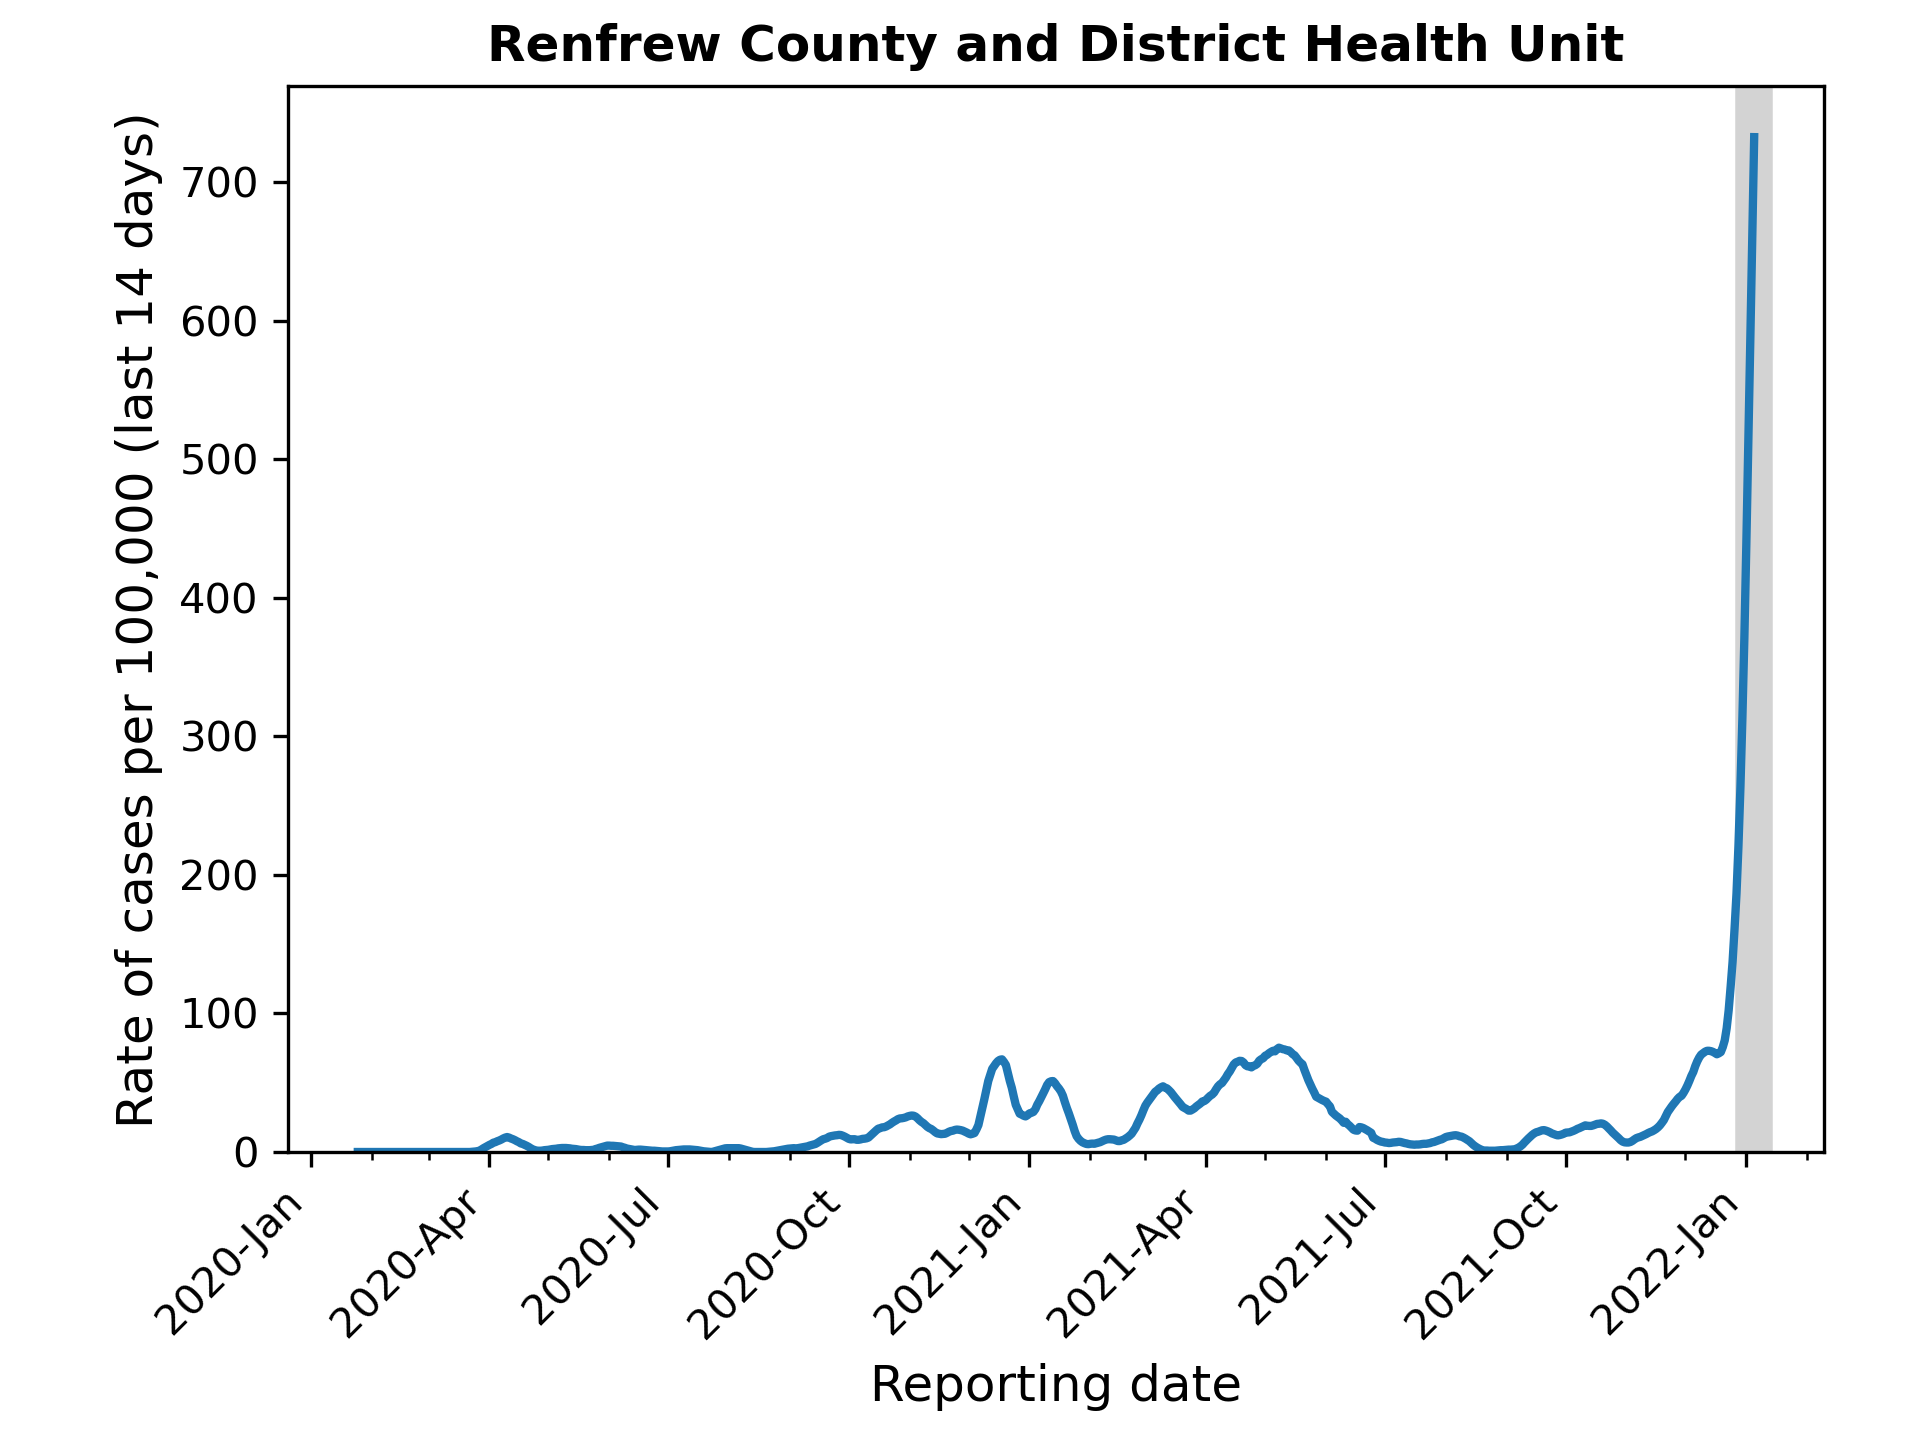 Renfrew County and District Health Unit
Rate of cases per 100,000 (last 14 days)
700
600
500
400
300
200
100
0
2020-Jan
2020-Apr
2020-Jul
2020-Oct
2021-Jan
2021-Apr
2021-Jul
2021-Oct
2022-Jan
Reporting date